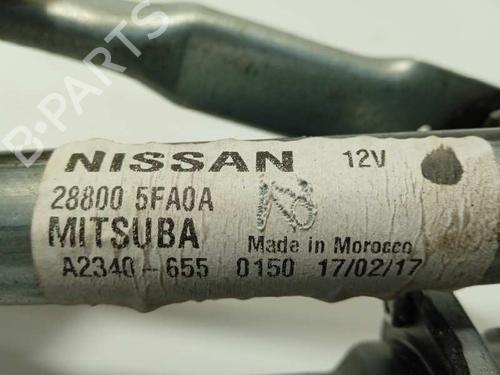 NISSAN 12V
28800 5FA0A
MITSUBA Made in Morocco
A2340-655 0150 17/02/17
B-PARTS